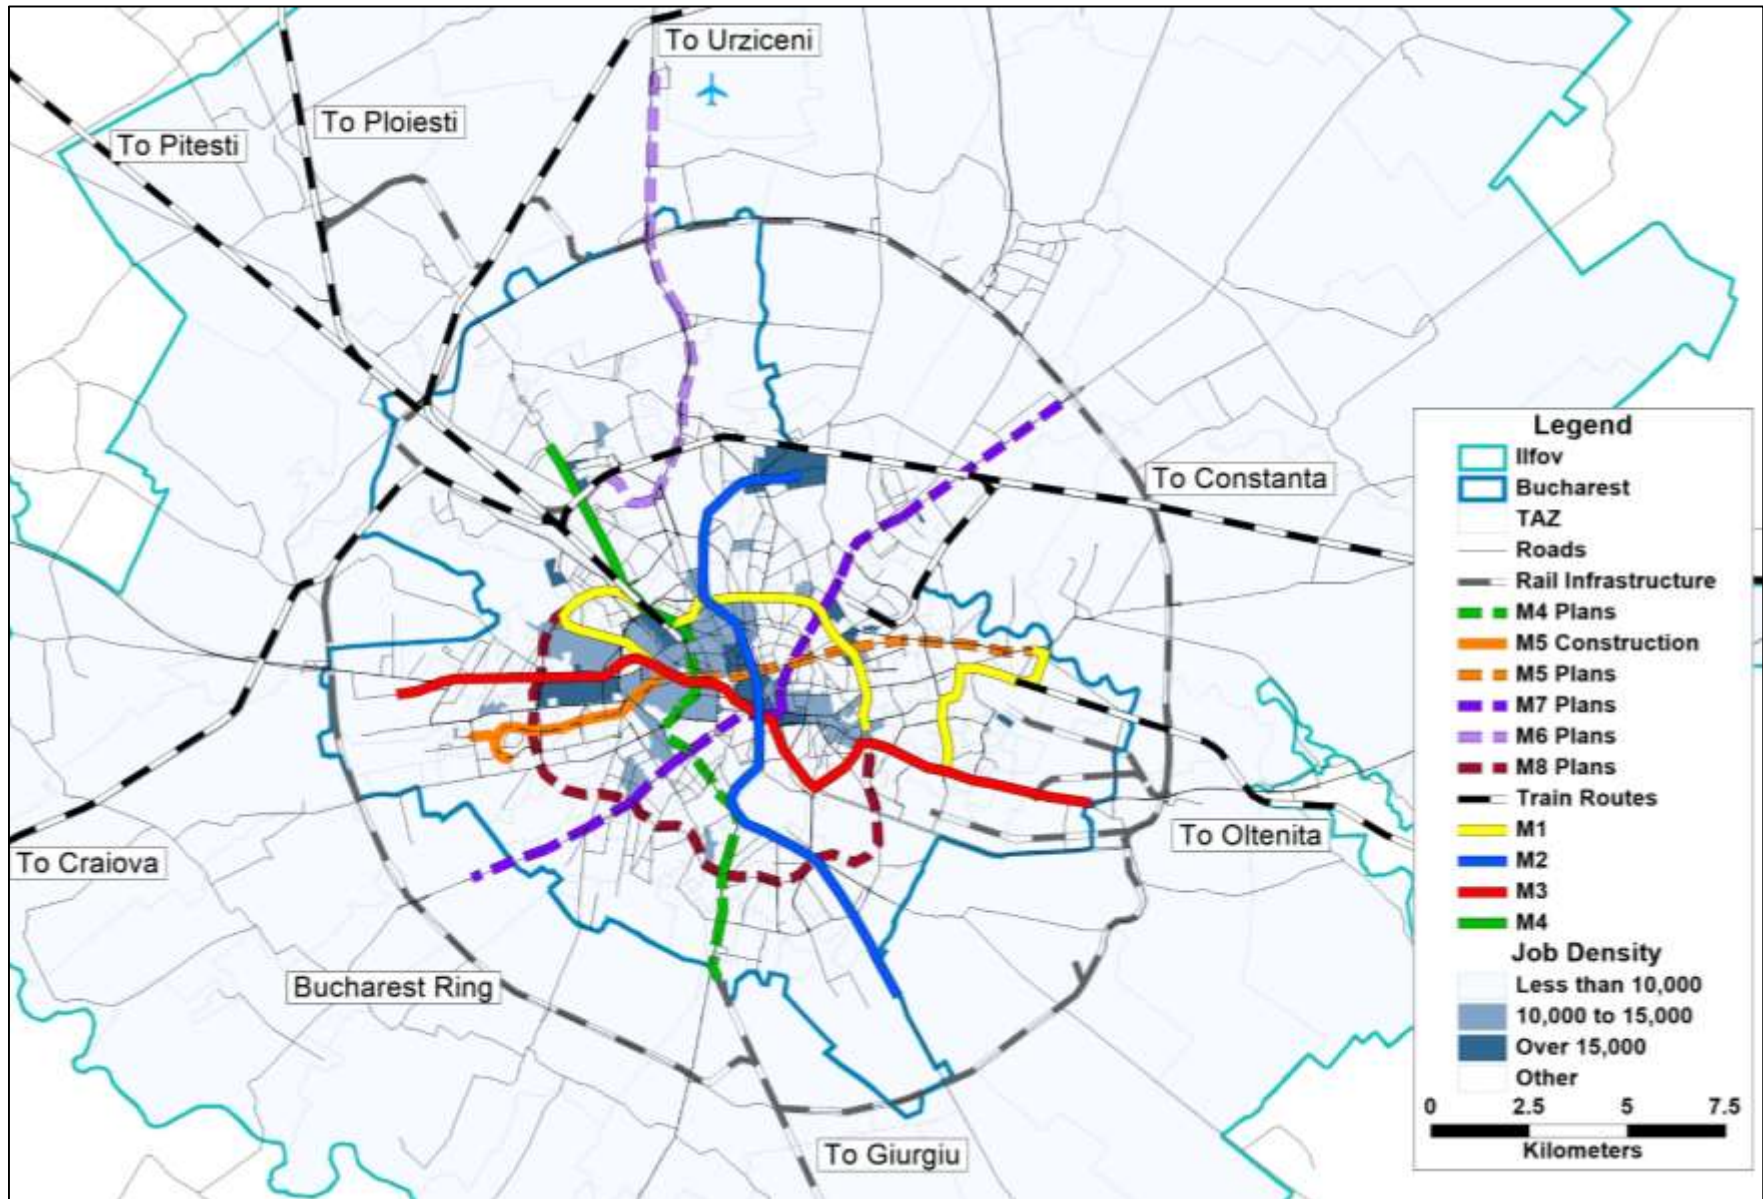 To Urziceni
To Ploiesti
To Pitesti
To Constanta
To Oltenita
To Craiova
Bucharest Ring
To Giurgiu
Legend
Ilfov
Bucharest
TAZ
Roads
Rail Infrastructure
M4 Plans
M5 Construction
M5 Plans
M7 Plans
M6 Plans
M8 Plans
Train Routes
M1
M2
M3
M4
Job Density
Less than 10,000
10,000 to 15,000
Over 15,000
Other
0 2.5 5 7.5
Kilometers